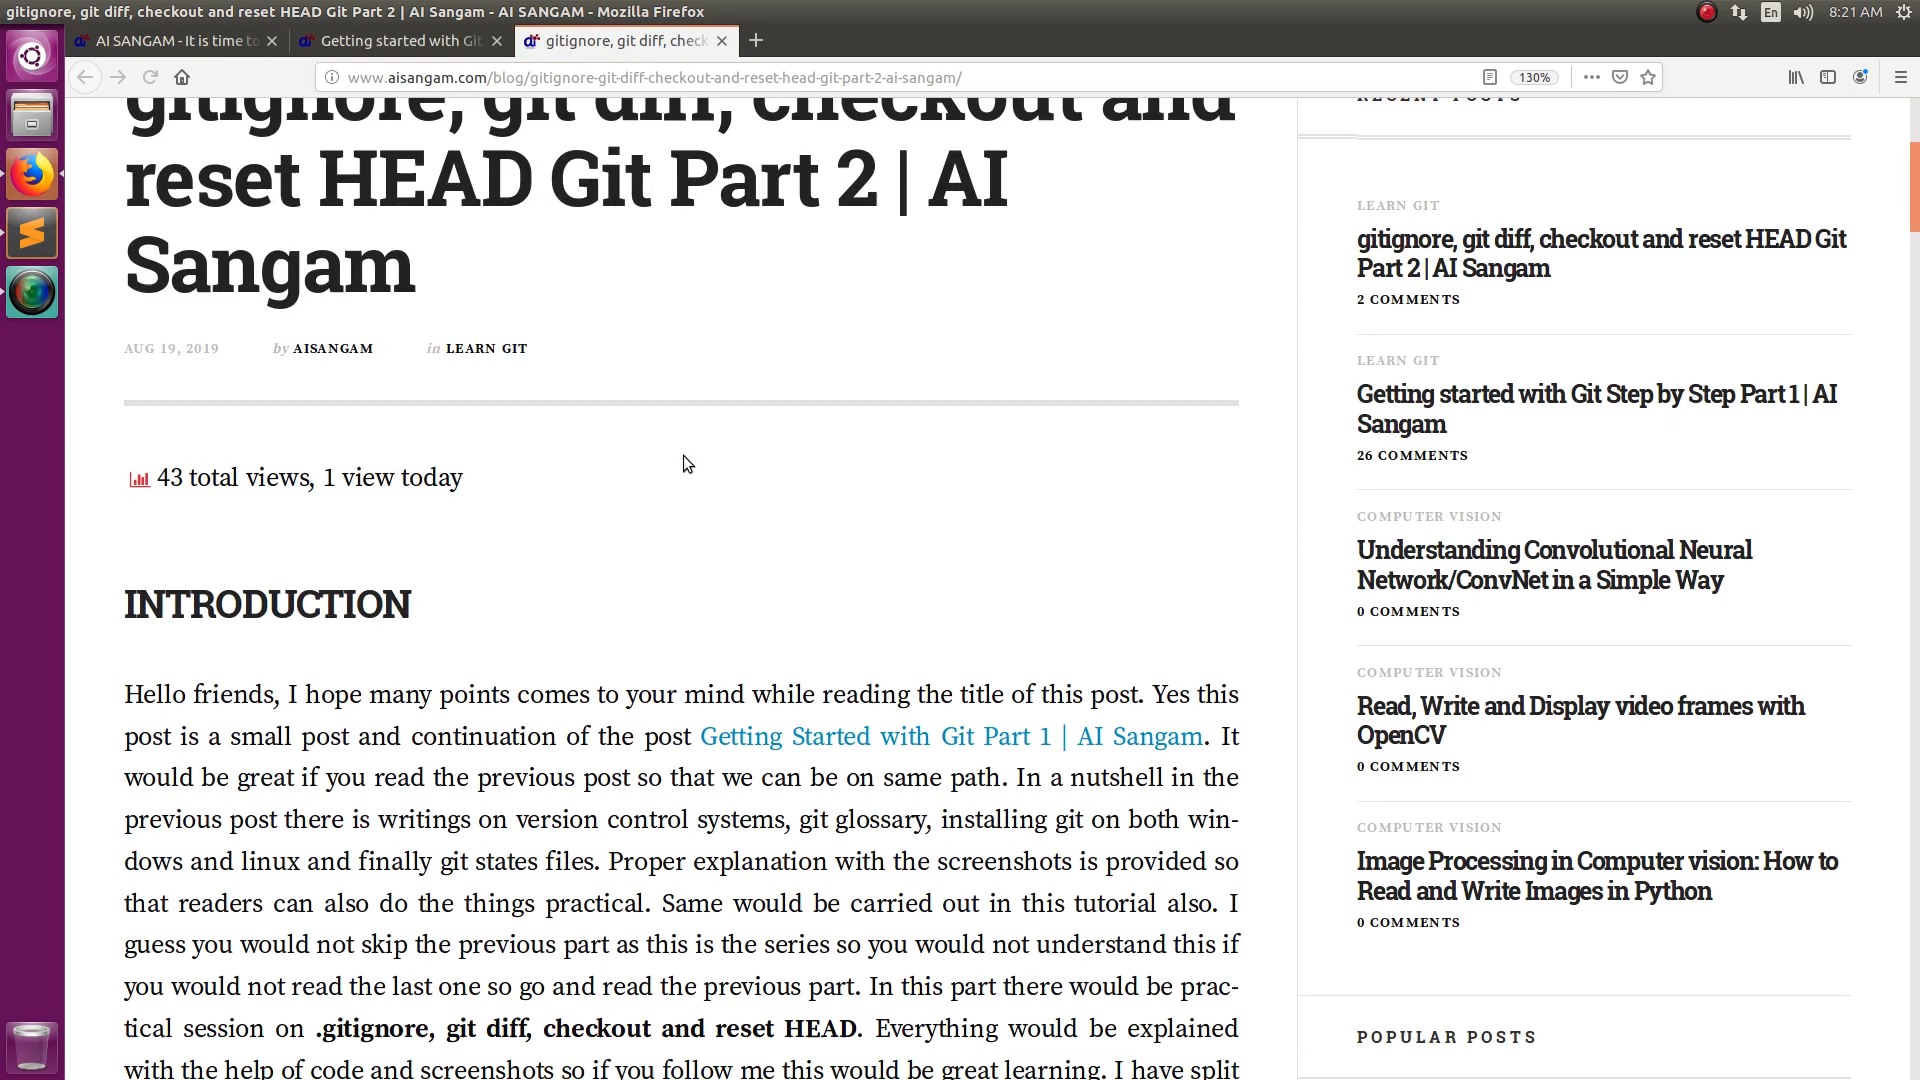 gitignore, git diff, checkout and reset HEAD Git Part 2 | AI Sangam - AI SANGAM - Mozilla Firefox
En
8:21 AM
AI SANGAM - It is time to
Getting started with Git
gitignore, git diff, check
www.aisangam.com/blog/gitignore-git-diff-checkout-and-reset-head-git-part-2-ai-sangam/
130%
gitignore, git diff, checkout and
reset HEAD Git Part 2 | AI
Sangam
AUG 19, 2019 by AISANGAM in LEARN GIT
43 total views, 1 view today
INTRODUCTION
Hello friends, I hope many points comes to your mind while reading the title of this post. Yes this
post is a small post and continuation of the post Getting Started with Git Part 1 | AI Sangam. It
would be great if you read the previous post so that we can be on same path. In a nutshell in the
previous post there is writings on version control systems, git glossary, installing git on both win-
dows and linux and finally git states files. Proper explanation with the screenshots is provided so
that readers can also do the things practical. Same would be carried out in this tutorial also. I
guess you would not skip the previous part as this is the series so you would not understand this if
you would not read the last one so go and read the previous part. In this part there would be prac-
tical session on .gitignore, git diff, checkout and reset HEAD. Everything would be explained
with the help of code and screenshots so if you follow me this would be great learning. I have split
RECENT POSTS
LEARN GIT
gitignore, git diff, checkout and reset HEAD Git
Part 2 | AI Sangam
2 COMMENTS
LEARN GIT
Getting started with Git Step by Step Part 1 | AI
Sangam
26 COMMENTS
COMPUTER VISION
Understanding Convolutional Neural
Network/ConvNet in a Simple Way
0 COMMENTS
COMPUTER VISION
Read, Write and Display video frames with
OpenCV
0 COMMENTS
COMPUTER VISION
Image Processing in Computer vision: How to
Read and Write Images in Python
0 COMMENTS
POPULAR POSTS